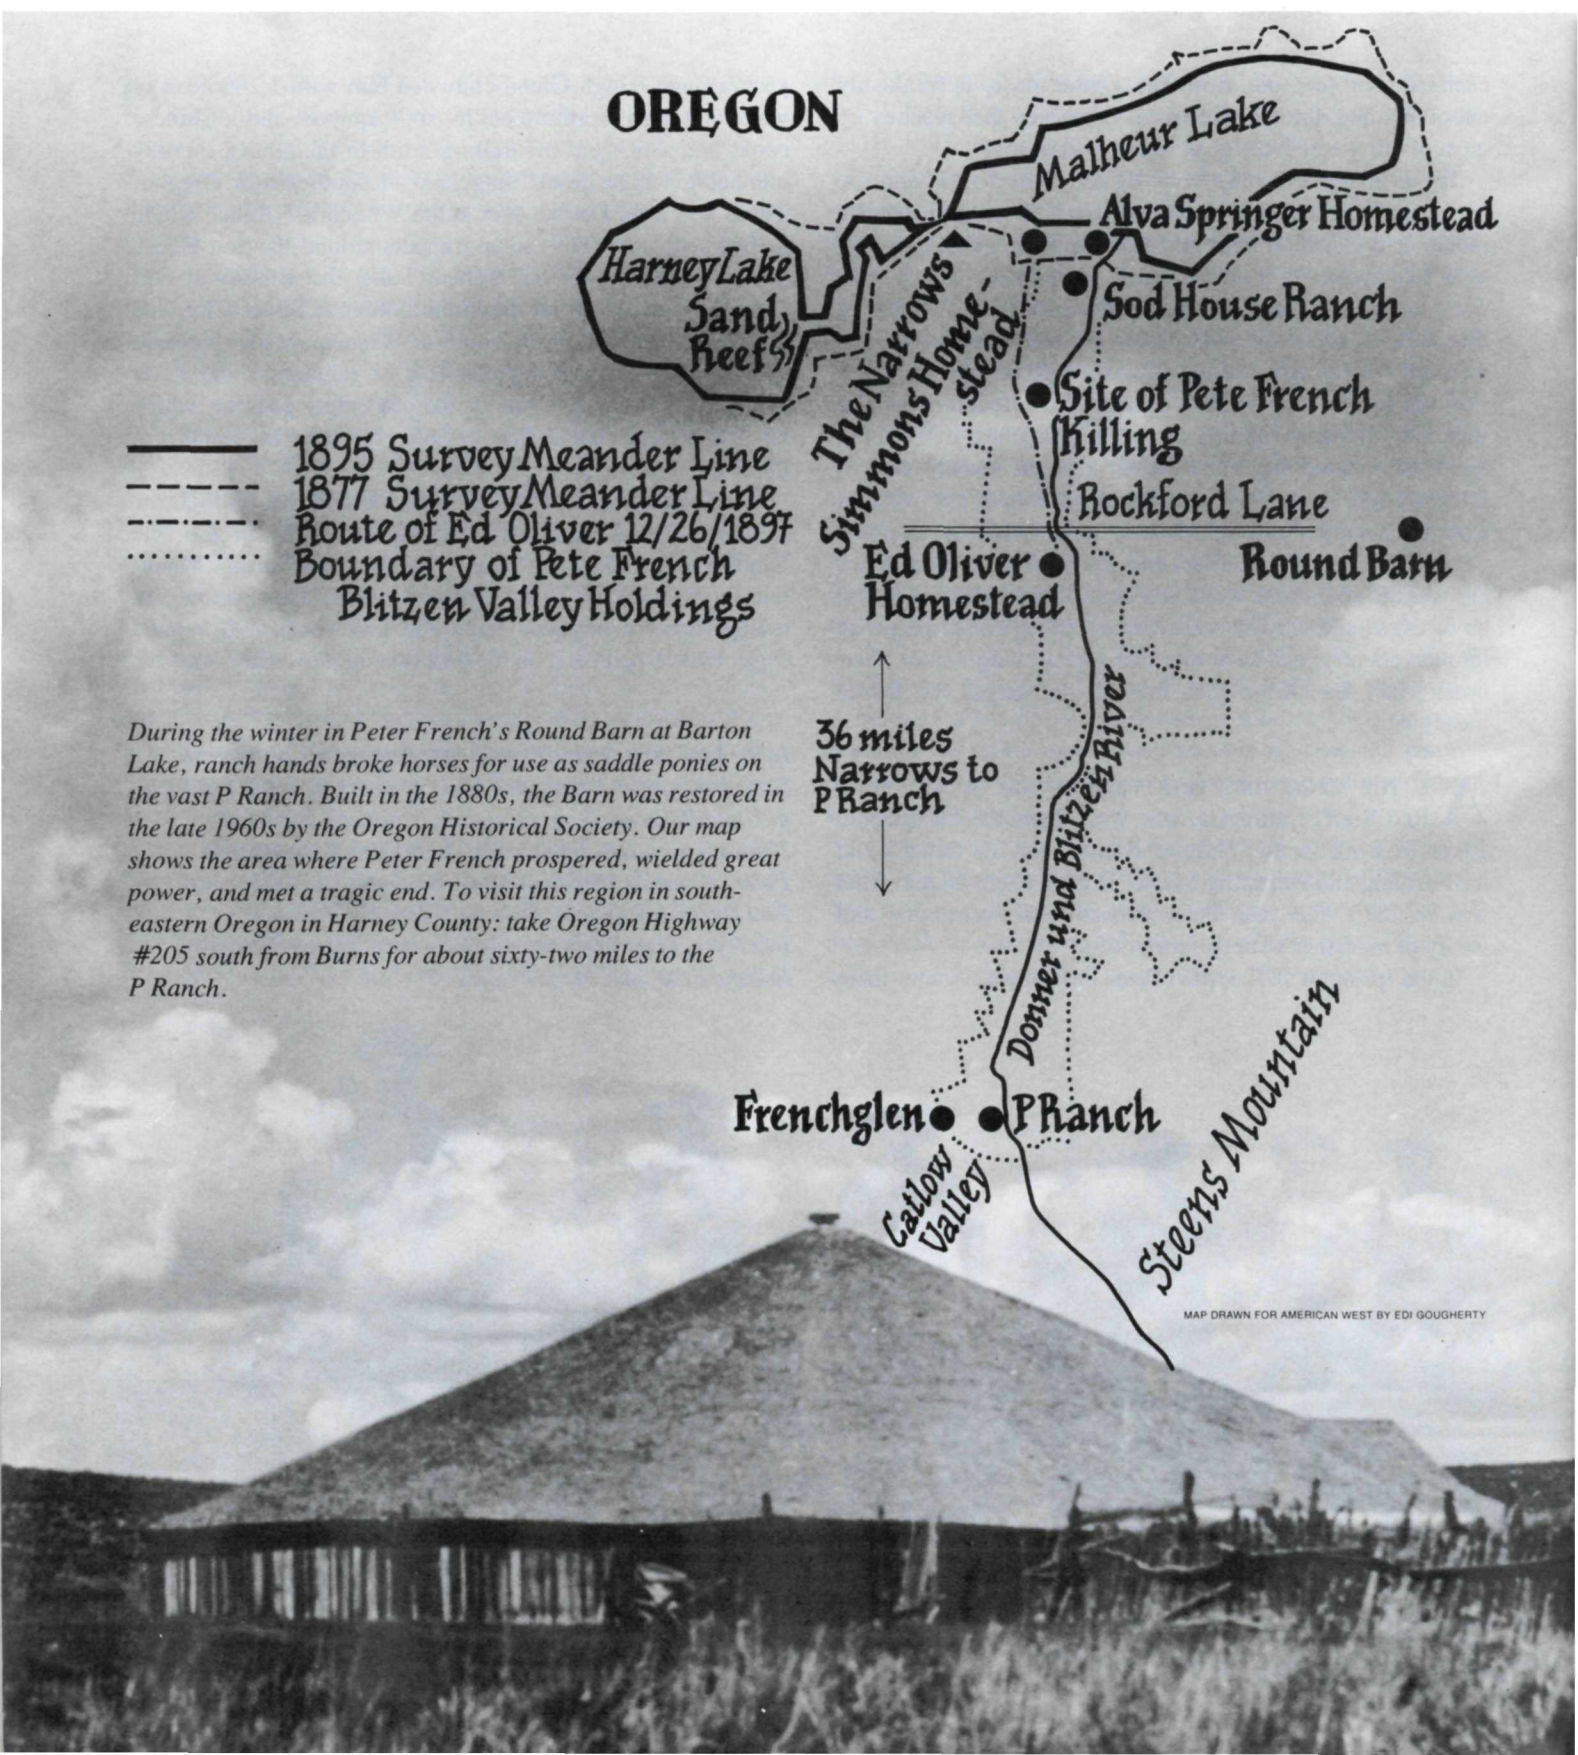 OREGON
Malheur Lake
Alva Springer Homestead
Harney Lake
Sand
Reef
The Narrows
Simmons Home-
stead
Sod House Ranch
Site of Pete French
Killing
1895 Survey Meander Line
1877 Survey Meander Line
Route of Ed Oliver 12/26/1897
Boundary of Pete French
Blitzen Valley Holdings
Rockford Lane
Round Barn
Ed Oliver
Homestead
36 miles
Narrows to
P Ranch
Donner und Blitzen River
During the winter in Peter French's Round Barn at Barton
Lake, ranch hands broke horses for use as saddle ponies on
the vast P Ranch. Built in the 1880s, the Barn was restored in
the late 1960s by the Oregon Historical Society. Our map
shows the area where Peter French prospered, wielded great
power, and met a tragic end. To visit this region in south-
eastern Oregon in Harney County: take Oregon Highway
#205 south from Burns for about sixty-two miles to the
P Ranch.
Frenchglen
P Ranch
Catlow
Valley
Steens Mountain
MAP DRAWN FOR AMERICAN WEST BY EDI GOUGHERTY